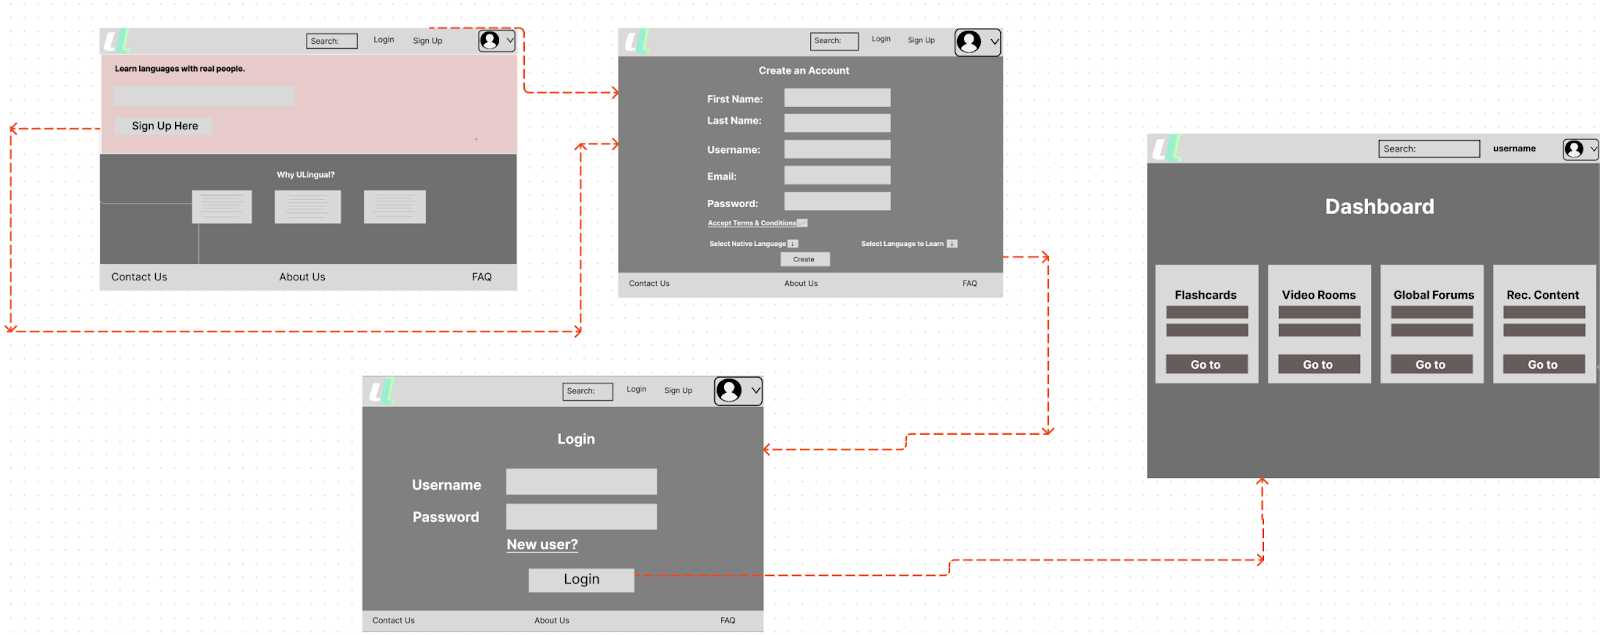 Search:
Login
Sign Up
Learn languages with real people.
Sign Up Here
Why ULingual?
Contact Us
About Us
FAQ
Search:
Login
Sign Up
Create an Account
First Name:
Last Name:
Username:
Email:
Password:
Accept Terms & Conditions
Select Native Language
Select Language to Learn
Create
Contact Us
About Us
FAQ
Search:
Login
Sign Up
Login
Username
Password
New user?
Login
Contact Us
About Us
FAQ
Search:
username
Dashboard
Flashcards
Video Rooms
Global Forums
Rec. Content
Go to
Go to
Go to
Go to